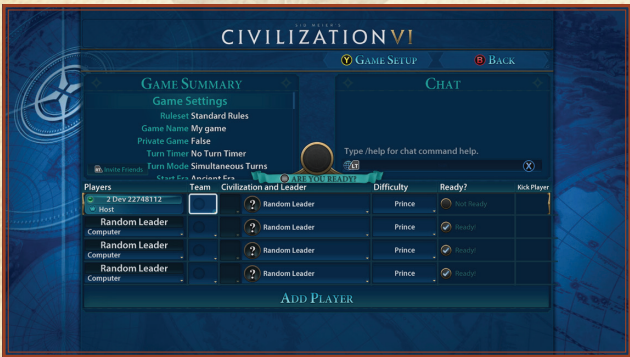 SID MEIER'S
CIVILIZATION VI
Y GAME SETUP
B BACK
GAME SUMMARY
Game Settings
Ruleset Standard Rules
Game Name My game
Private Game False
Turn Timer No Turn Timer
Turn Mode Simultaneous Turns
Start Era Ancient Era
Invite Friends
CHAT
Type /help for chat command help.
LT
X
ARE YOU READY?
Players Team Civilization and Leader Difficulty Ready? Kick Player
2 Dev 22748112
Host
Random Leader Prince Not Ready
Random Leader
Computer
Random Leader Prince Ready!
Random Leader
Computer
Random Leader Prince Ready!
Random Leader
Computer
Random Leader Prince Ready!
ADD PLAYER